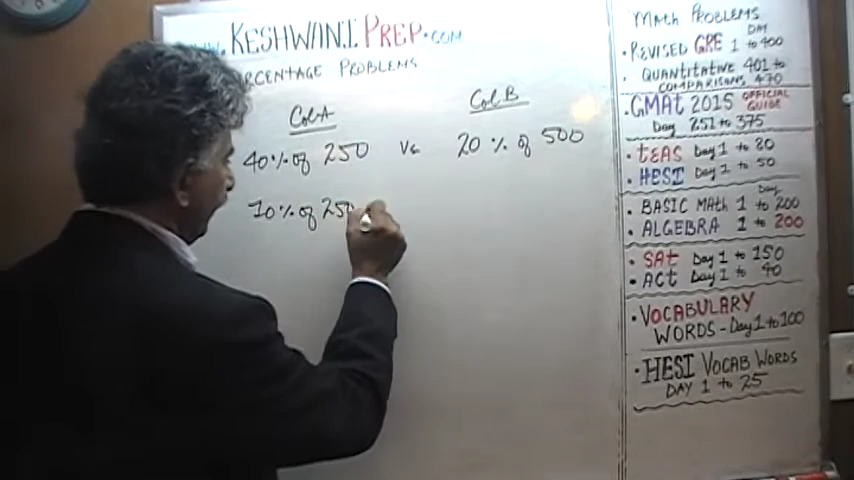 www.KESHWANI PREP.COM
PERCENTAGE PROBLEMS
Col A
Col B
40% of 250 Vs 20% of 500
10% of 250
MATH PROBLEMS
DAY
• REVISED GRE 1 to 400
• QUANTITATIVE 401 to
COMPARISONS 470
• GMAt 2015 OFFICIAL
GUIDE
Day 251 to 375
• tEAS Day 1 to 20
• HESI Day 1 to 50
Day
• BASIC MAth 1 to 200
• ALGEBRA 1 to 200
• SAt Day 1 to 150
• ACt Day 1 to 40
• VOCABULARY
WORDS - Day 1 to 100
• HESI VOCAB WORDS
DAY 1 to 25